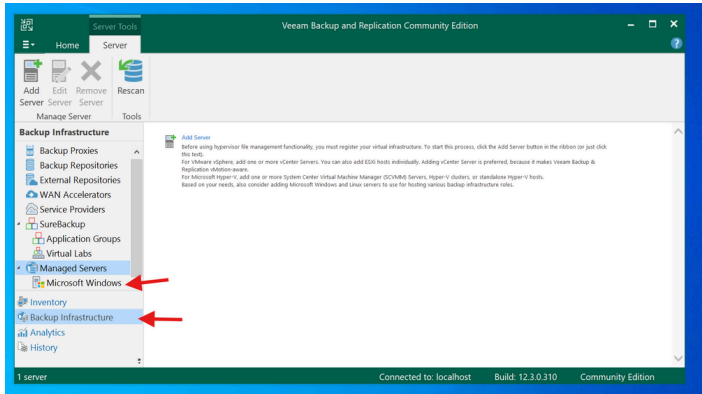 Server Tools
Veeam Backup and Replication Community Edition
Home Server
Add Server
Edit Server
Remove Server
Rescan
Manage Server
Tools
Backup Infrastructure
Backup Proxies
Backup Repositories
External Repositories
WAN Accelerators
Service Providers
SureBackup
Application Groups
Virtual Labs
Managed Servers
Microsoft Windows
Inventory
Backup Infrastructure
Analytics
History
Add Server
Before using hypervisor file management functionality, you must register your virtual infrastructure. To start this process, click the Add Server button in the ribbon (or just click
this text).
For VMware vSphere, add one or more vCenter Servers. You can also add ESXi hosts individually. Adding vCenter Server is preferred, because it makes Veeam Backup &
Replication vMotion-aware.
For Microsoft Hyper-V, add one or more System Center Virtual Machine Manager (SCVMM) Servers, Hyper-V clusters, or standalone Hyper-V hosts.
Based on your needs, also consider adding Microsoft Windows and Linux servers to use for hosting various backup infrastructure roles.
1 server
Connected to: localhost
Build: 12.3.0.310
Community Edition